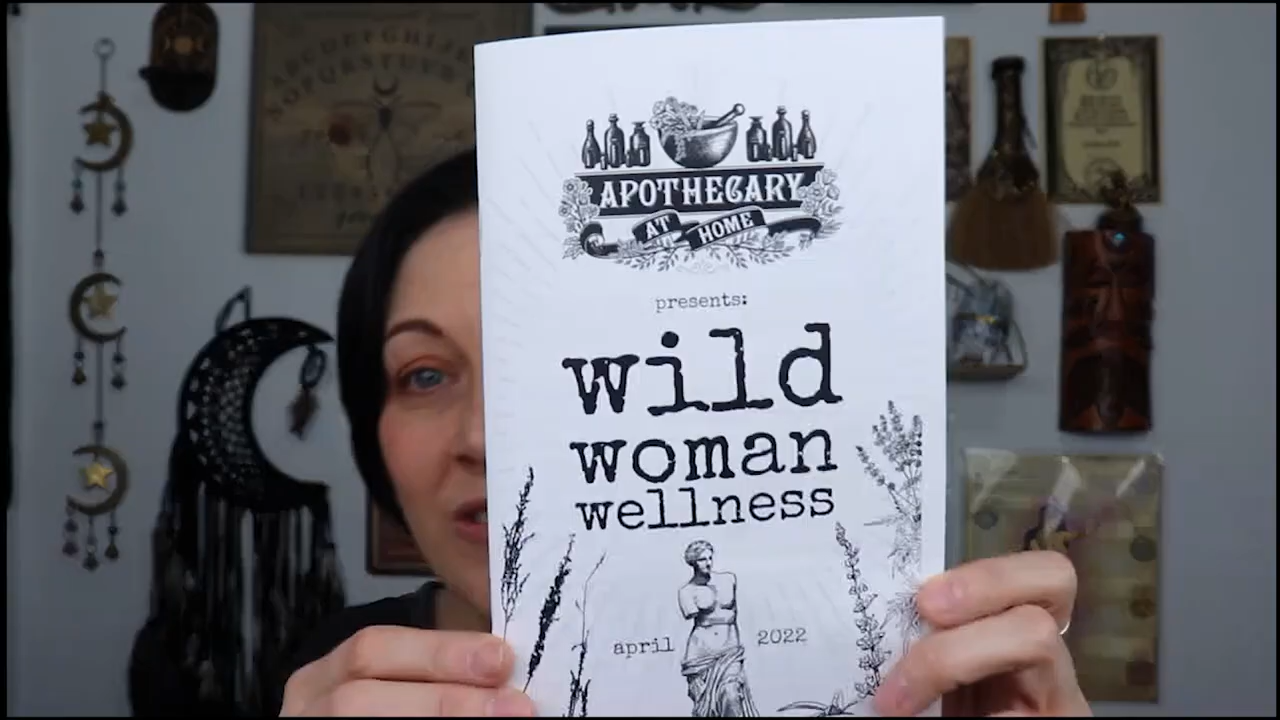 APOTHECARY
AT HOME
presents:
wild
woman
wellness
april 2022